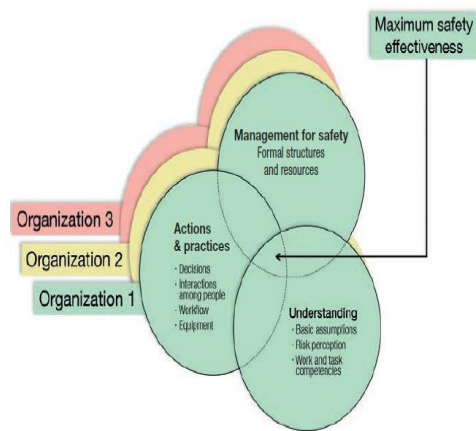 Maximum safety
effectiveness
Management for safety
Formal structures
and resources
Organization 3
Organization 2
Organization 1
Actions
& practices
· Decisions
· Interactions
among people
· Workflow
· Equipment
Understanding
· Basic assumptions
· Risk perception
· Work and task
competencies